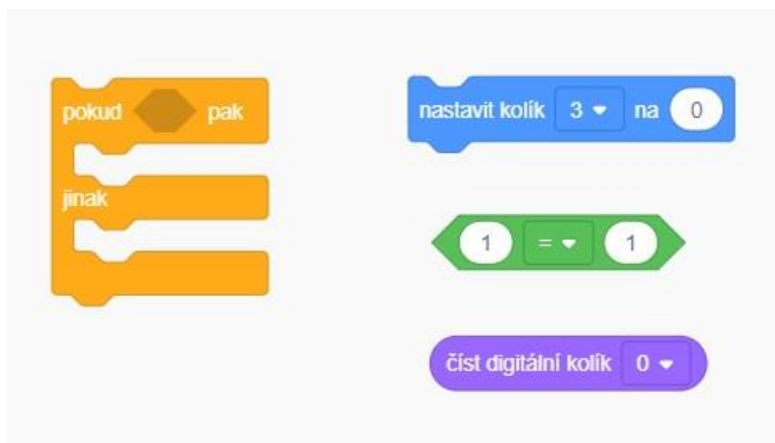 pokud pak
jinak
nastavit kolík 3 na 0
1 = 1
číst digitální kolík 0